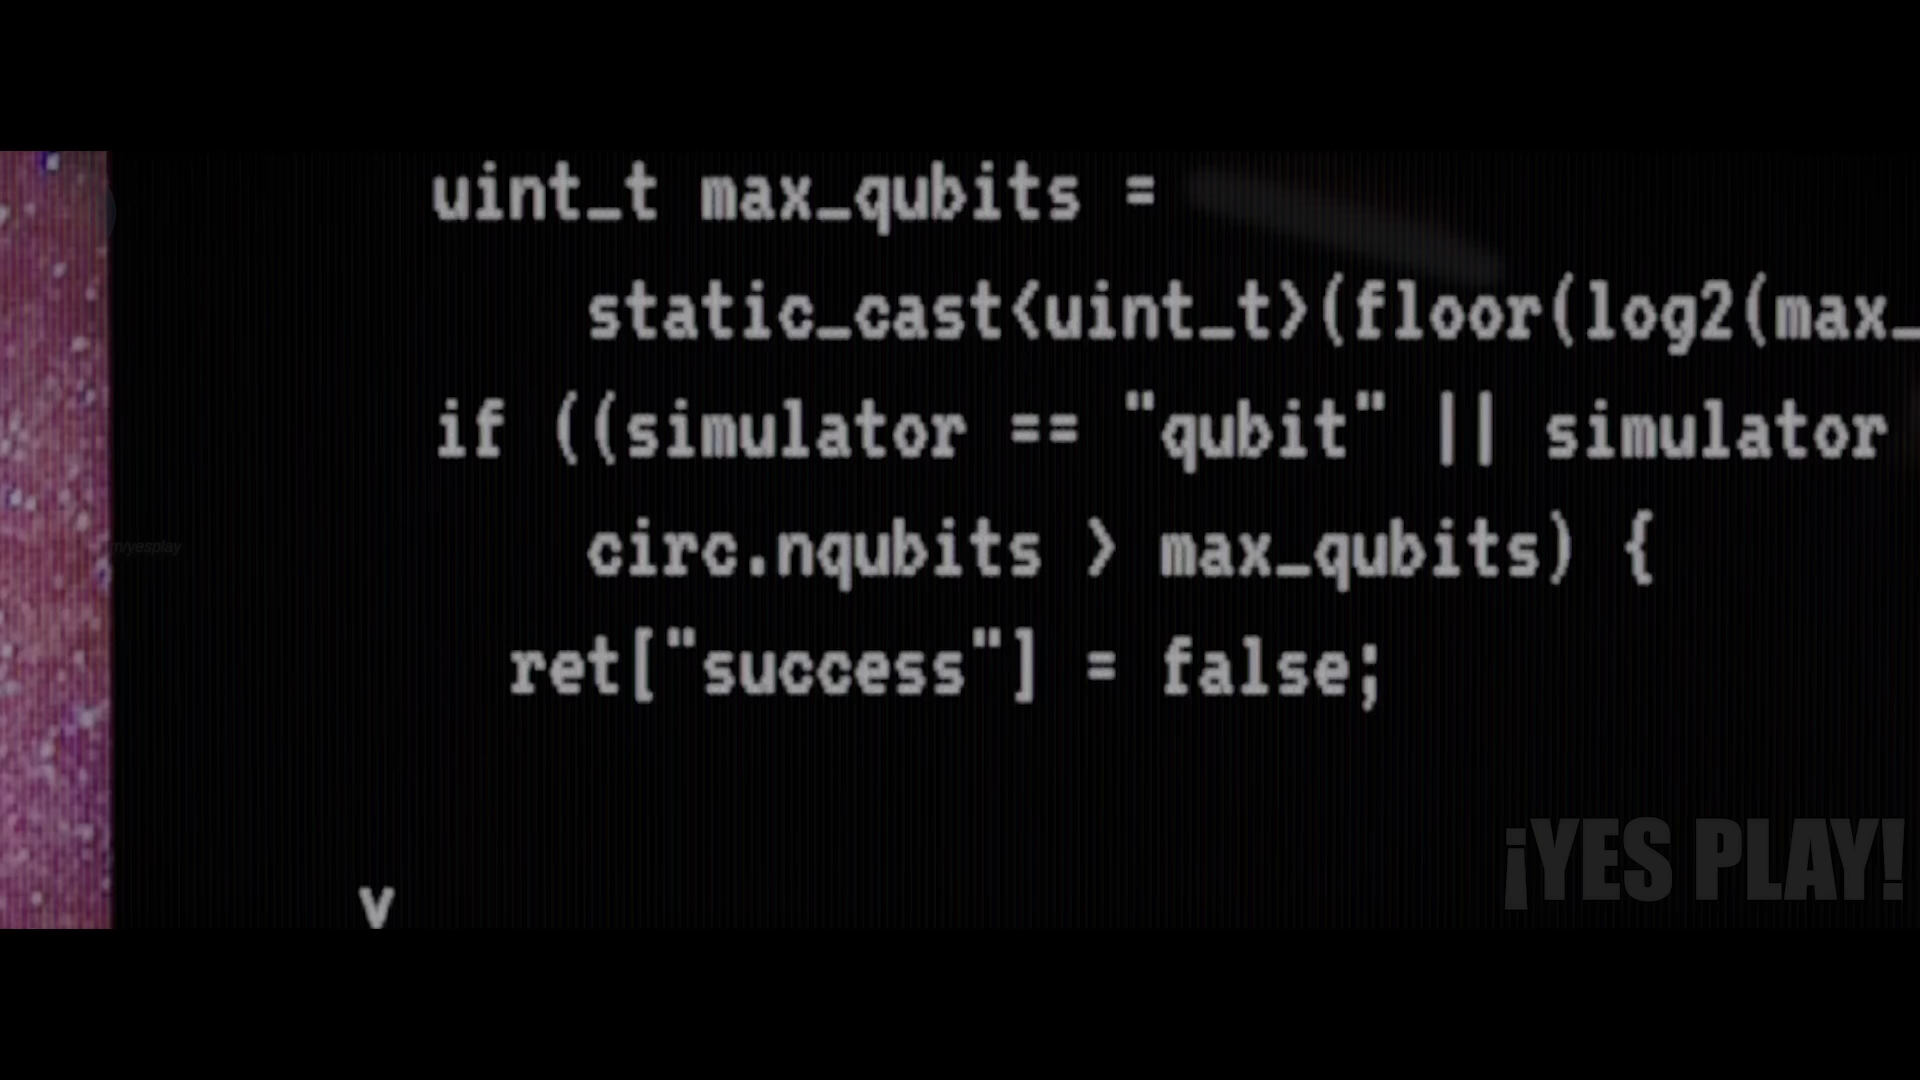 uint_t max_qubits =
static_cast<uint_t>(floor(log2(max_
if ((simulator == "qubit" || simulator
circ.nqubits > max_qubits) {
m/yesplay
ret["success"] = false;
¡YES PLAY!
v